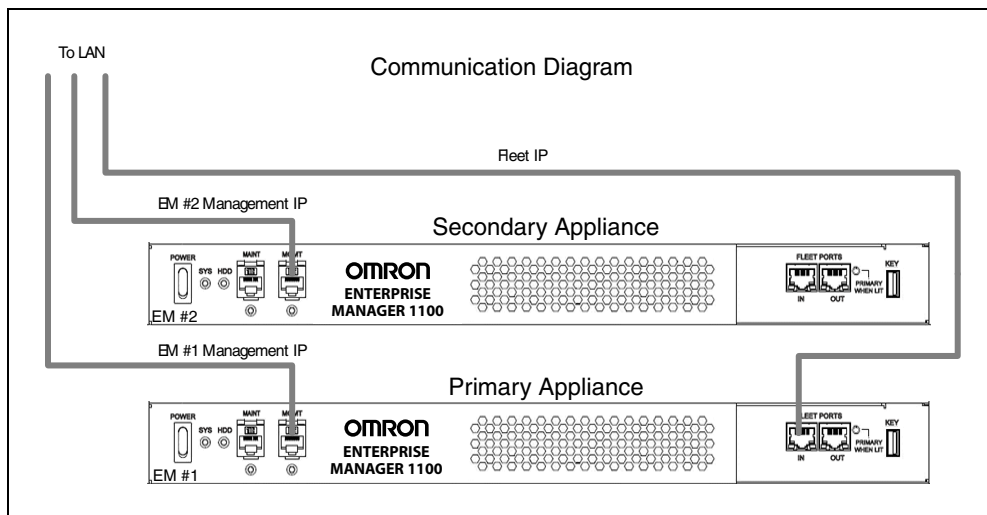 To LAN
Communication Diagram
Fleet IP
EM #2 Management IP
Secondary Appliance
POWER
SYS HDD
MAINT
MGMT
OMRON
ENTERPRISE
MANAGER 1100
FLEET PORTS
IN
OUT
PRIMARY
WHEN LIT
KEY
EM #2
EM #1 Management IP
Primary Appliance
POWER
SYS HDD
MAINT
MGMT
OMRON
ENTERPRISE
MANAGER 1100
FLEET PORTS
IN
OUT
PRIMARY
WHEN LIT
KEY
EM #1